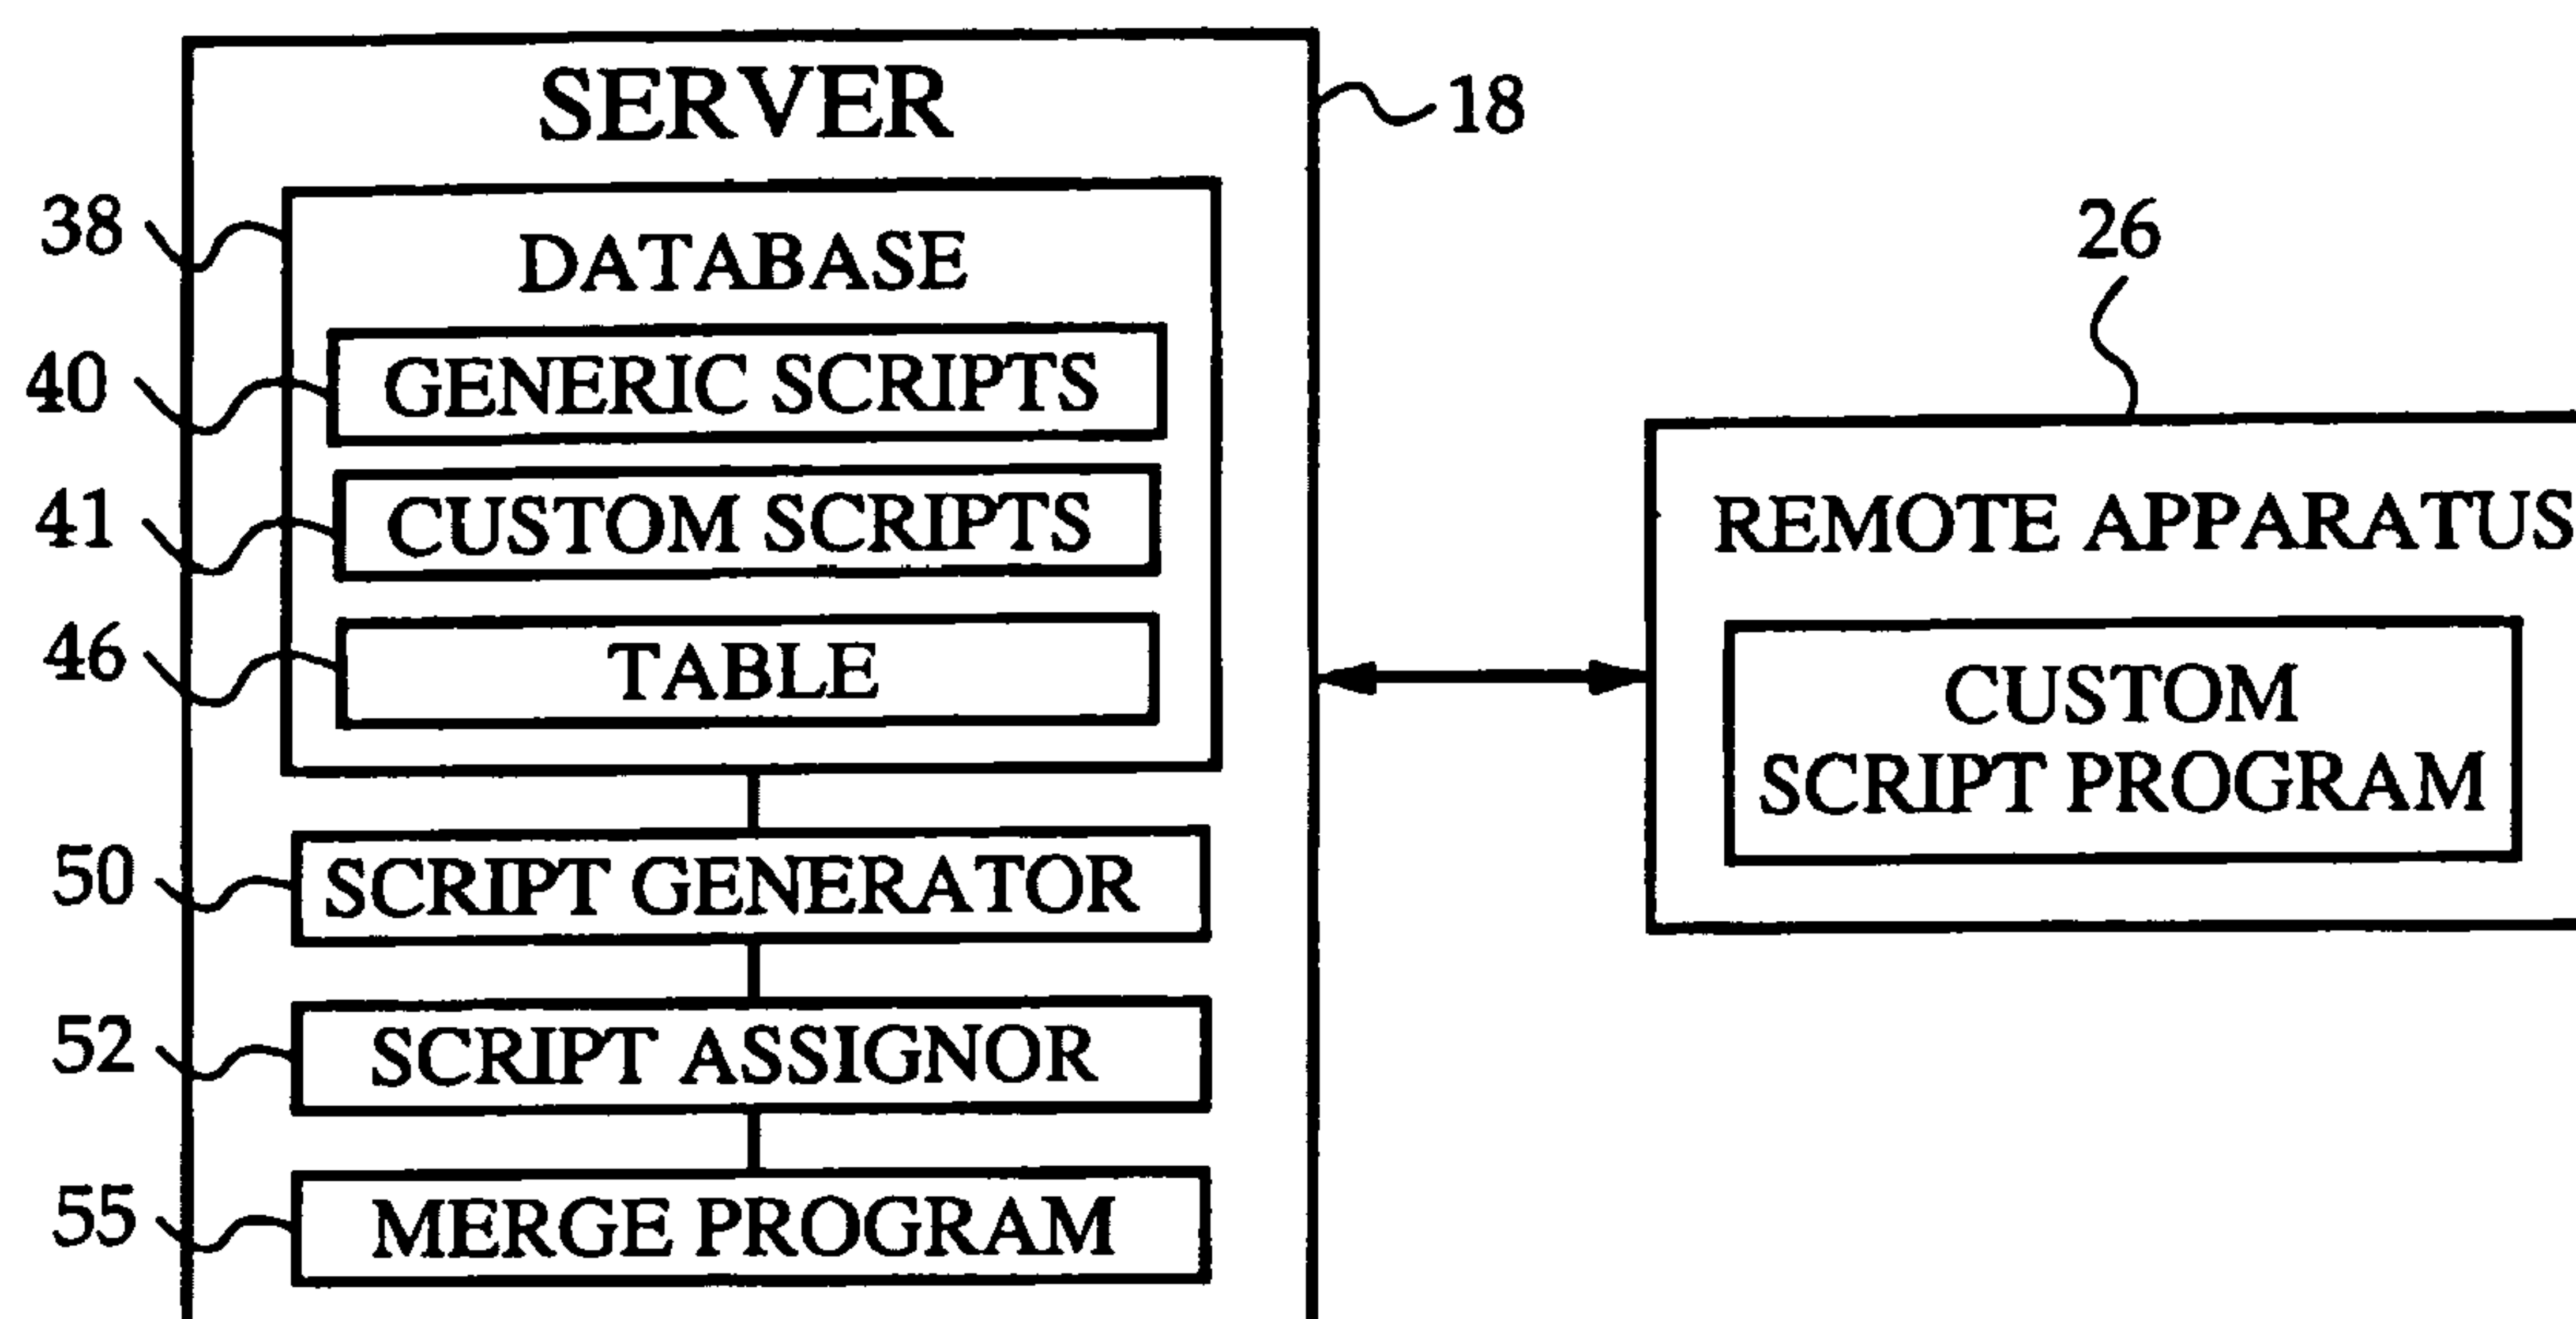 SERVER
18
38
DATABASE
40
GENERIC SCRIPTS
41
CUSTOM SCRIPTS
46
TABLE
50
SCRIPT GENERATOR
52
SCRIPT ASSIGNOR
55
MERGE PROGRAM
26
REMOTE APPARATUS
CUSTOM
SCRIPT PROGRAM